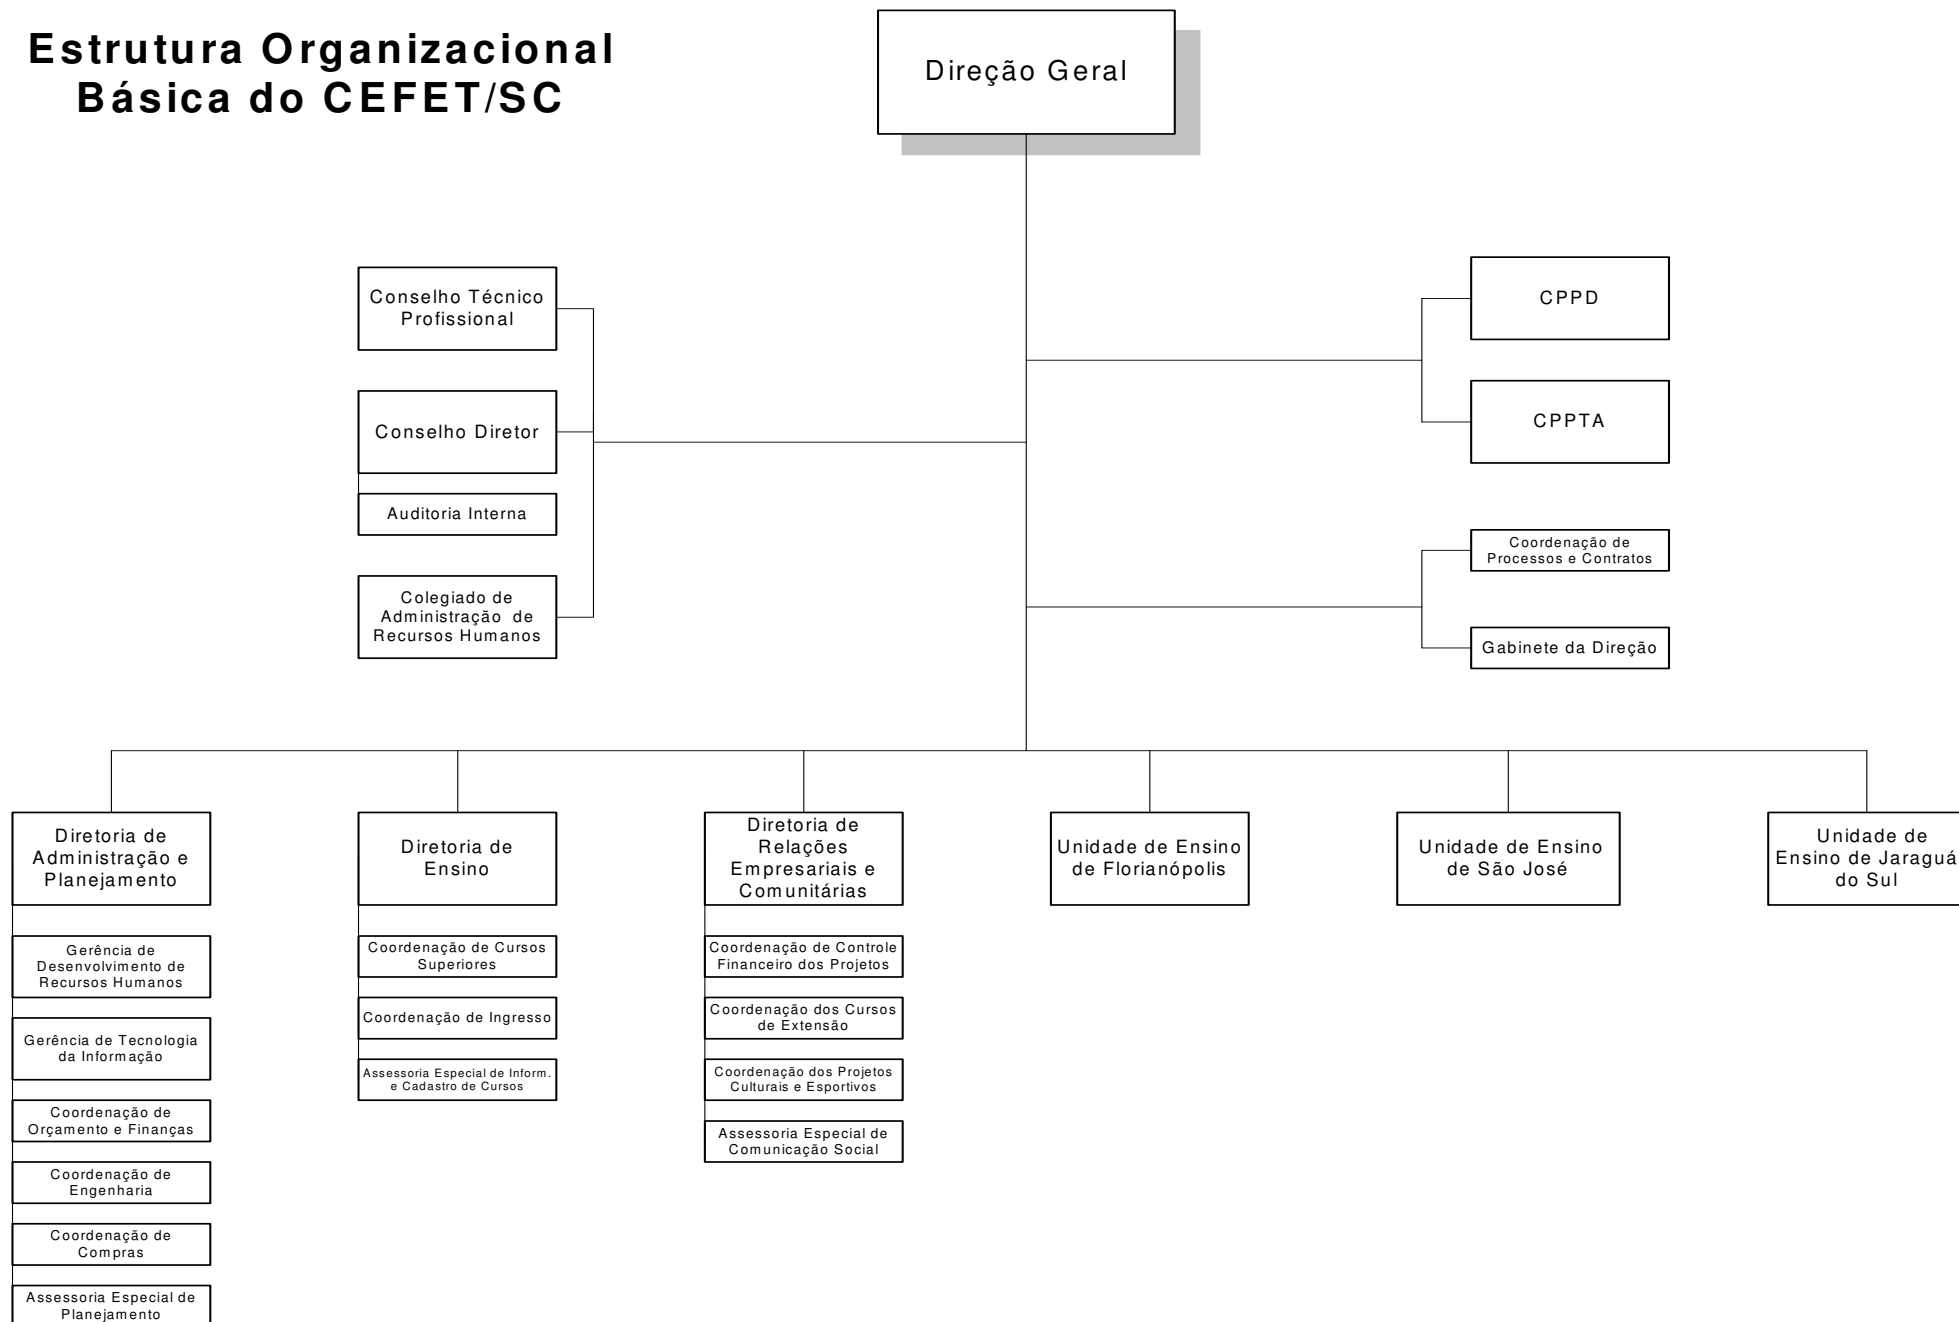 Estrutura Organizacional
Básica do CEFET/SC
Direção Geral
Conselho Técnico
Profissional
Conselho Diretor
Auditoria Interna
Colegiado de
Administração de
Recursos Humanos
CPPD
CPPTA
Coordenação de
Processos e Contratos
Gabinete da Direção
Diretoria de
Administração e
Planejamento
Gerência de
Desenvolvimento de
Recursos Humanos
Gerência de Tecnologia
da Informação
Coordenação de
Orçamento e Finanças
Coordenação de
Engenharia
Coordenação de
Compras
Assessoria Especial de
Planejamento
Diretoria de
Ensino
Coordenação de Cursos
Superiores
Coordenação de Ingresso
Assessoria Especial de Inform.
e Cadastro de Cursos
Diretoria de
Relações
Empresariais e
Comunitárias
Coordenação de Controle
Financeiro dos Projetos
Coordenação dos Cursos
de Extensão
Coordenação dos Projetos
Culturais e Esportivos
Assessoria Especial de
Comunicação Social
Unidade de Ensino
de Florianópolis
Unidade de Ensino
de São José
Unidade de
Ensino de Jaraguá
do Sul